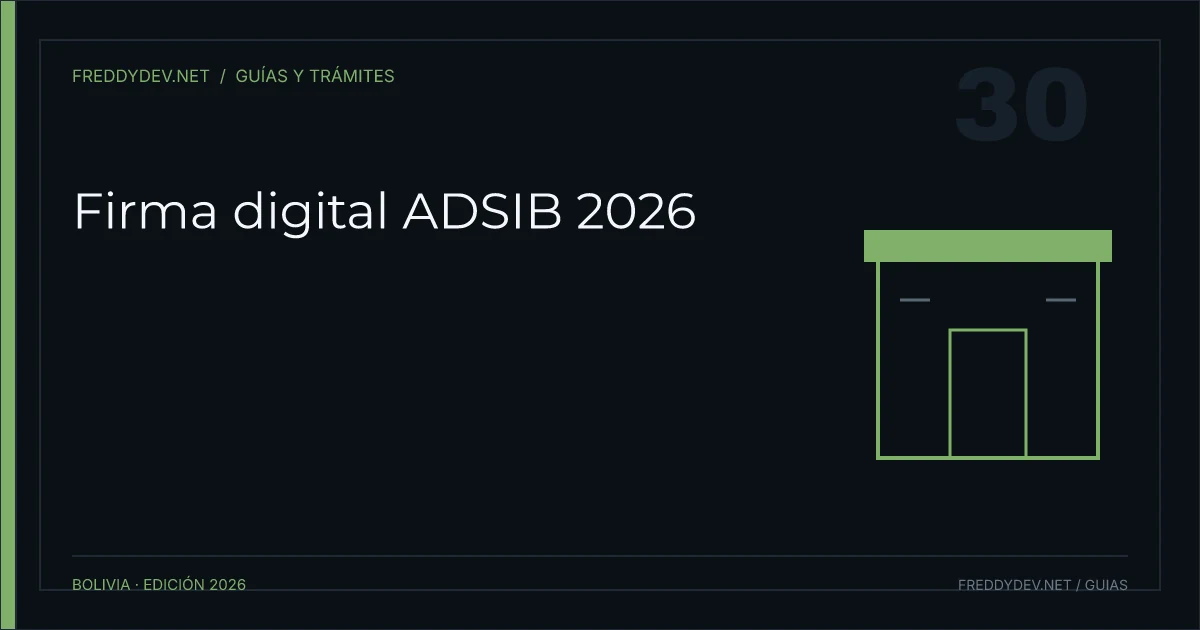 FREDDYDEV.NET / GUÍAS Y TRÁMITES
30
Firma digital ADSIB 2026
BOLIVIA · EDICIÓN 2026
FREDDYDEV.NET / GUIAS